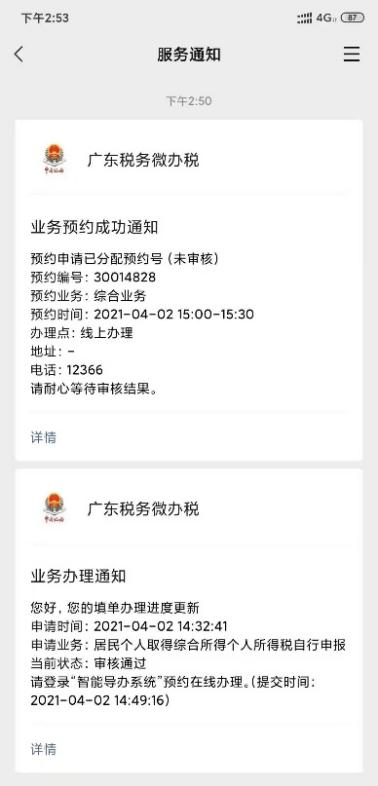 下午2:53
4G
87
服务通知
下午2:50
广东税务微办税
业务预约成功通知
预约申请已分配预约号（未审核）
预约编号：30014828
预约业务：综合业务
预约时间：2021-04-02 15:00-15:30
办理点：线上办理
地址：-
电话：12366
请耐心等待审核结果。
详情
广东税务微办税
业务办理通知
您好，您的填单办理进度更新
申请时间：2021-04-02 14:32:41
申请业务：居民个人取得综合所得个人所得税自行申报
当前状态：审核通过
请登录“智能导办系统”预约在线办理。（提交时间：
2021-04-02 14:49:16）
详情